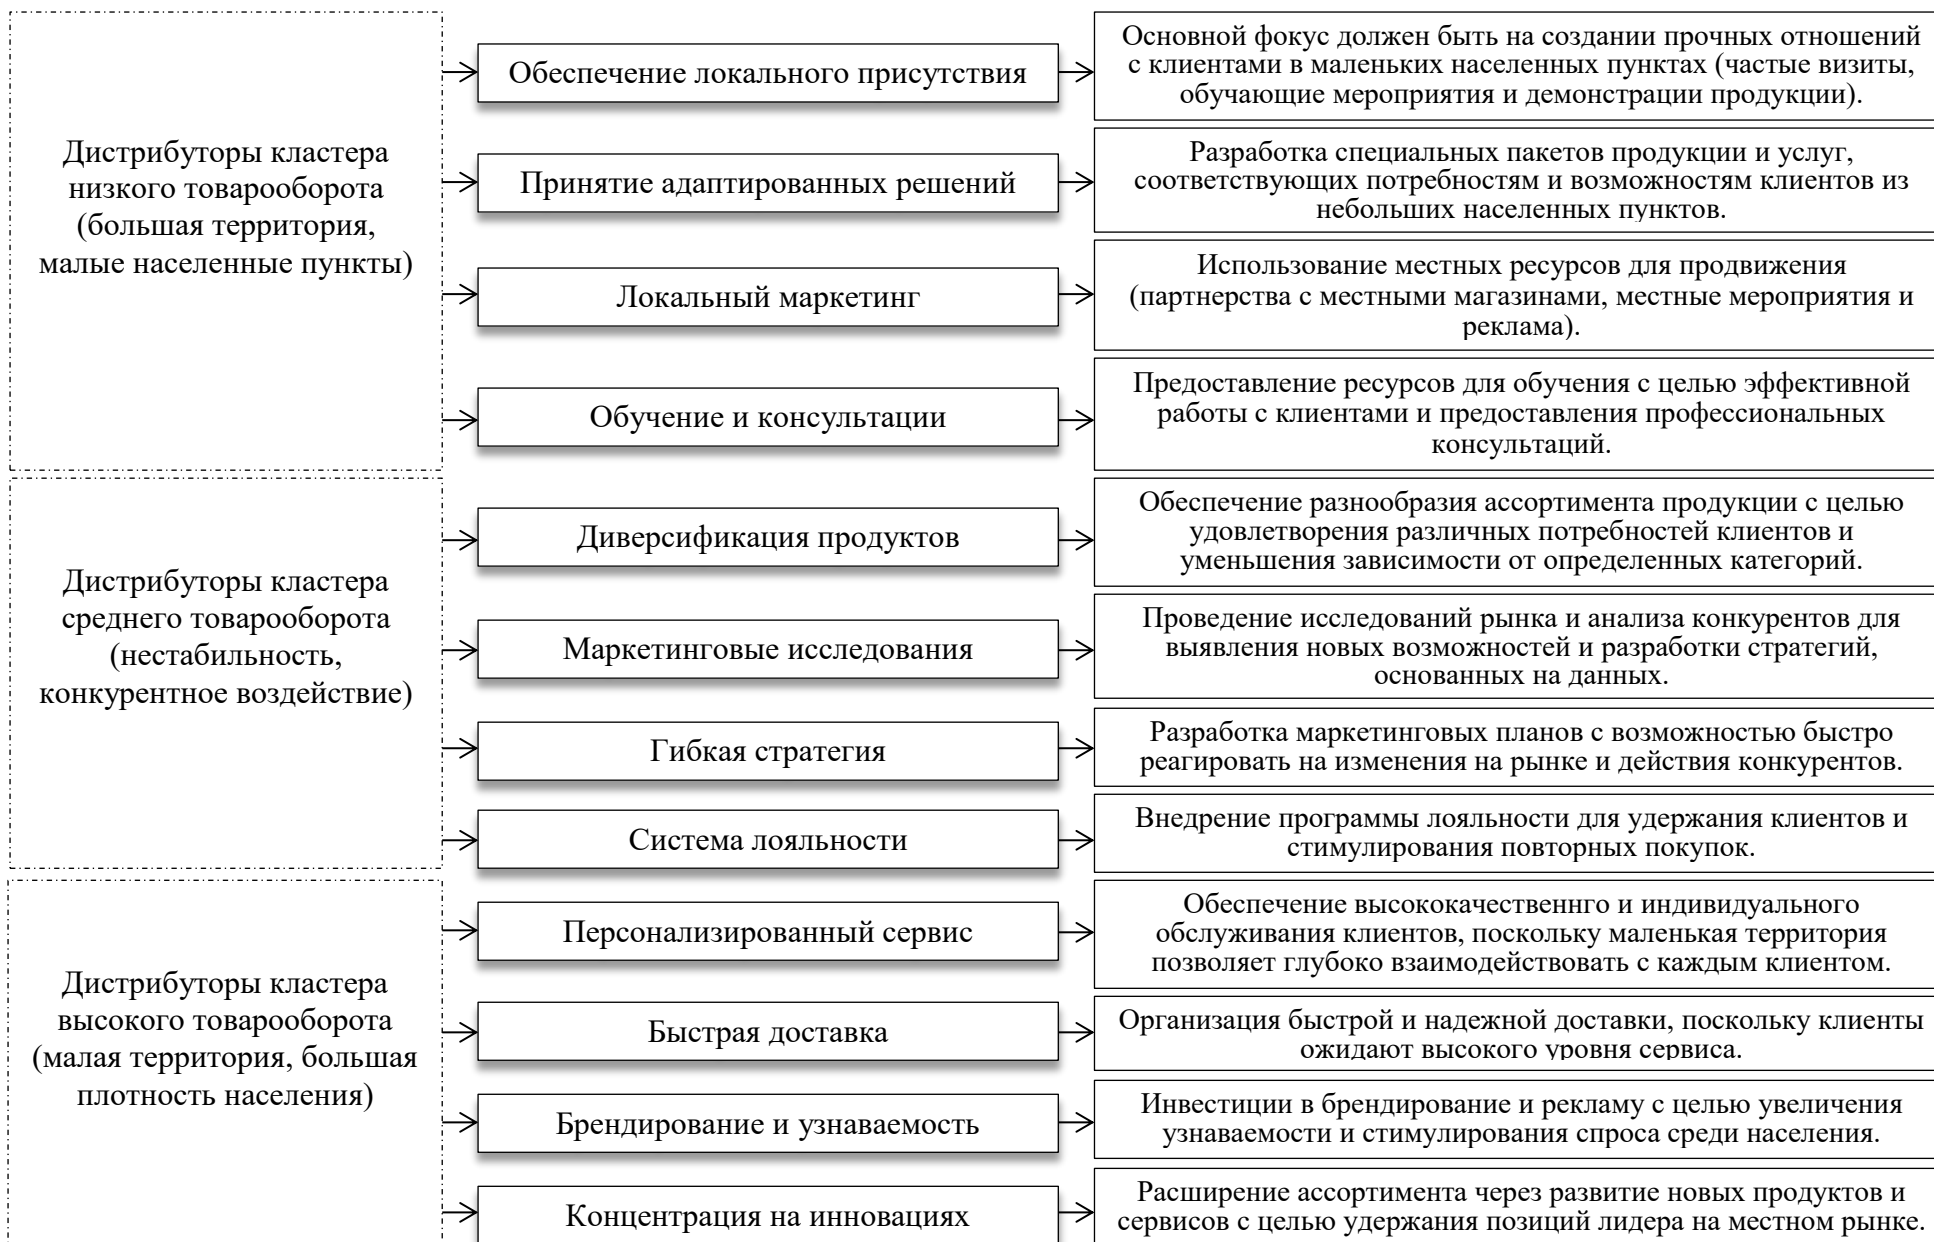 Дистрибуторы кластера
низкого товарооборота
(большая территория,
малые населенные пункты)
Обеспечение локального присутствия
Основной фокус должен быть на создании прочных отношений
с клиентами в маленьких населенных пунктах (частые визиты,
обучающие мероприятия и демонстрации продукции).
Принятие адаптированных решений
Разработка специальных пакетов продукции и услуг,
соответствующих потребностям и возможностям клиентов из
небольших населенных пунктов.
Локальный маркетинг
Использование местных ресурсов для продвижения
(партнерства с местными магазинами, местные мероприятия и
реклама).
Обучение и консультации
Предоставление ресурсов для обучения с целью эффективной
работы с клиентами и предоставления профессиональных
консультаций.
Дистрибуторы кластера
среднего товарооборота
(нестабильность,
конкурентное воздействие)
Диверсификация продуктов
Обеспечение разнообразия ассортимента продукции с целью
удовлетворения различных потребностей клиентов и
уменьшения зависимости от определенных категорий.
Маркетинговые исследования
Проведение исследований рынка и анализа конкурентов для
выявления новых возможностей и разработки стратегий,
основанных на данных.
Гибкая стратегия
Разработка маркетинговых планов с возможностью быстро
реагировать на изменения на рынке и действия конкурентов.
Система лояльности
Внедрение программы лояльности для удержания клиентов и
стимулирования повторных покупок.
Дистрибуторы кластера
высокого товарооборота
(малая территория, большая
плотность населения)
Персонализированный сервис
Обеспечение высококачественнго и индивидуального
обслуживания клиентов, поскольку маленькая территория
позволяет глубоко взаимодействовать с каждым клиентом.
Быстрая доставка
Организация быстрой и надежной доставки, поскольку клиенты
ожидают высокого уровня сервиса.
Брендирование и узнаваемость
Инвестиции в брендирование и рекламу с целью увеличения
узнаваемости и стимулирования спроса среди населения.
Концентрация на инновациях
Расширение ассортимента через развитие новых продуктов и
сервисов с целью удержания позиций лидера на местном рынке.